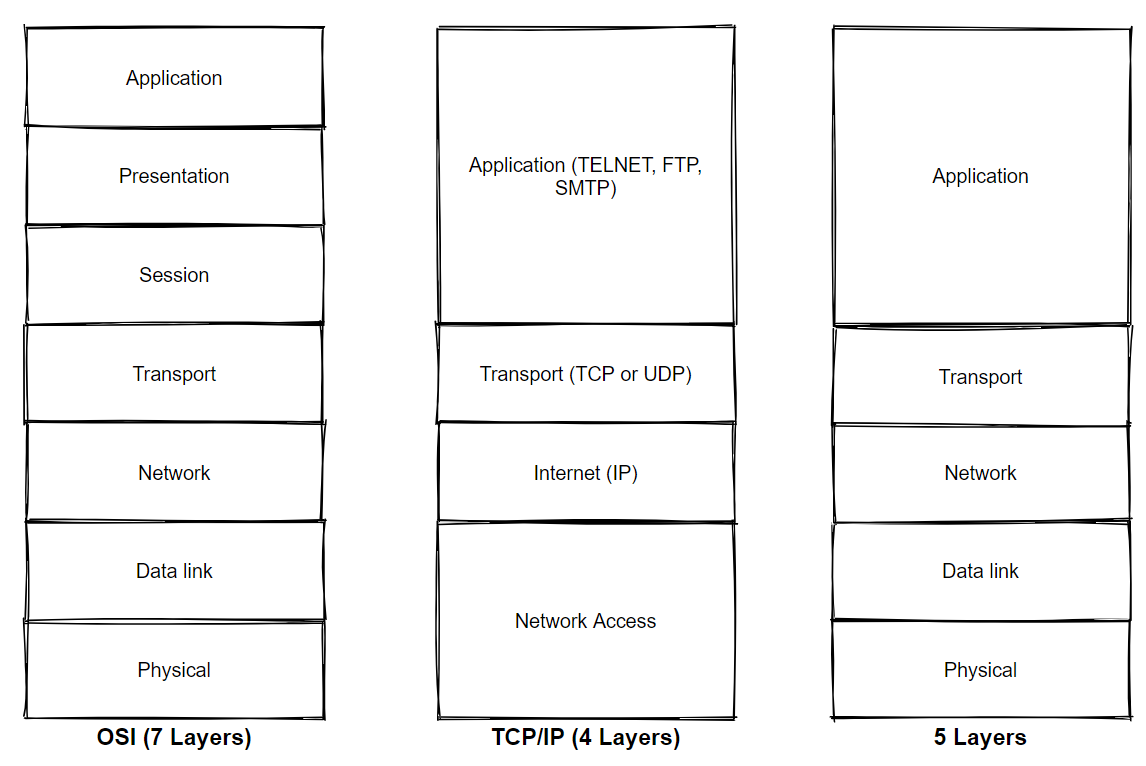 Application
Presentation
Session
Transport
Network
Data link
Physical
OSI (7 Layers)
Application (TELNET, FTP,
SMTP)
Transport (TCP or UDP)
Internet (IP)
Network Access
TCP/IP (4 Layers)
Application
Transport
Network
Data link
Physical
5 Layers